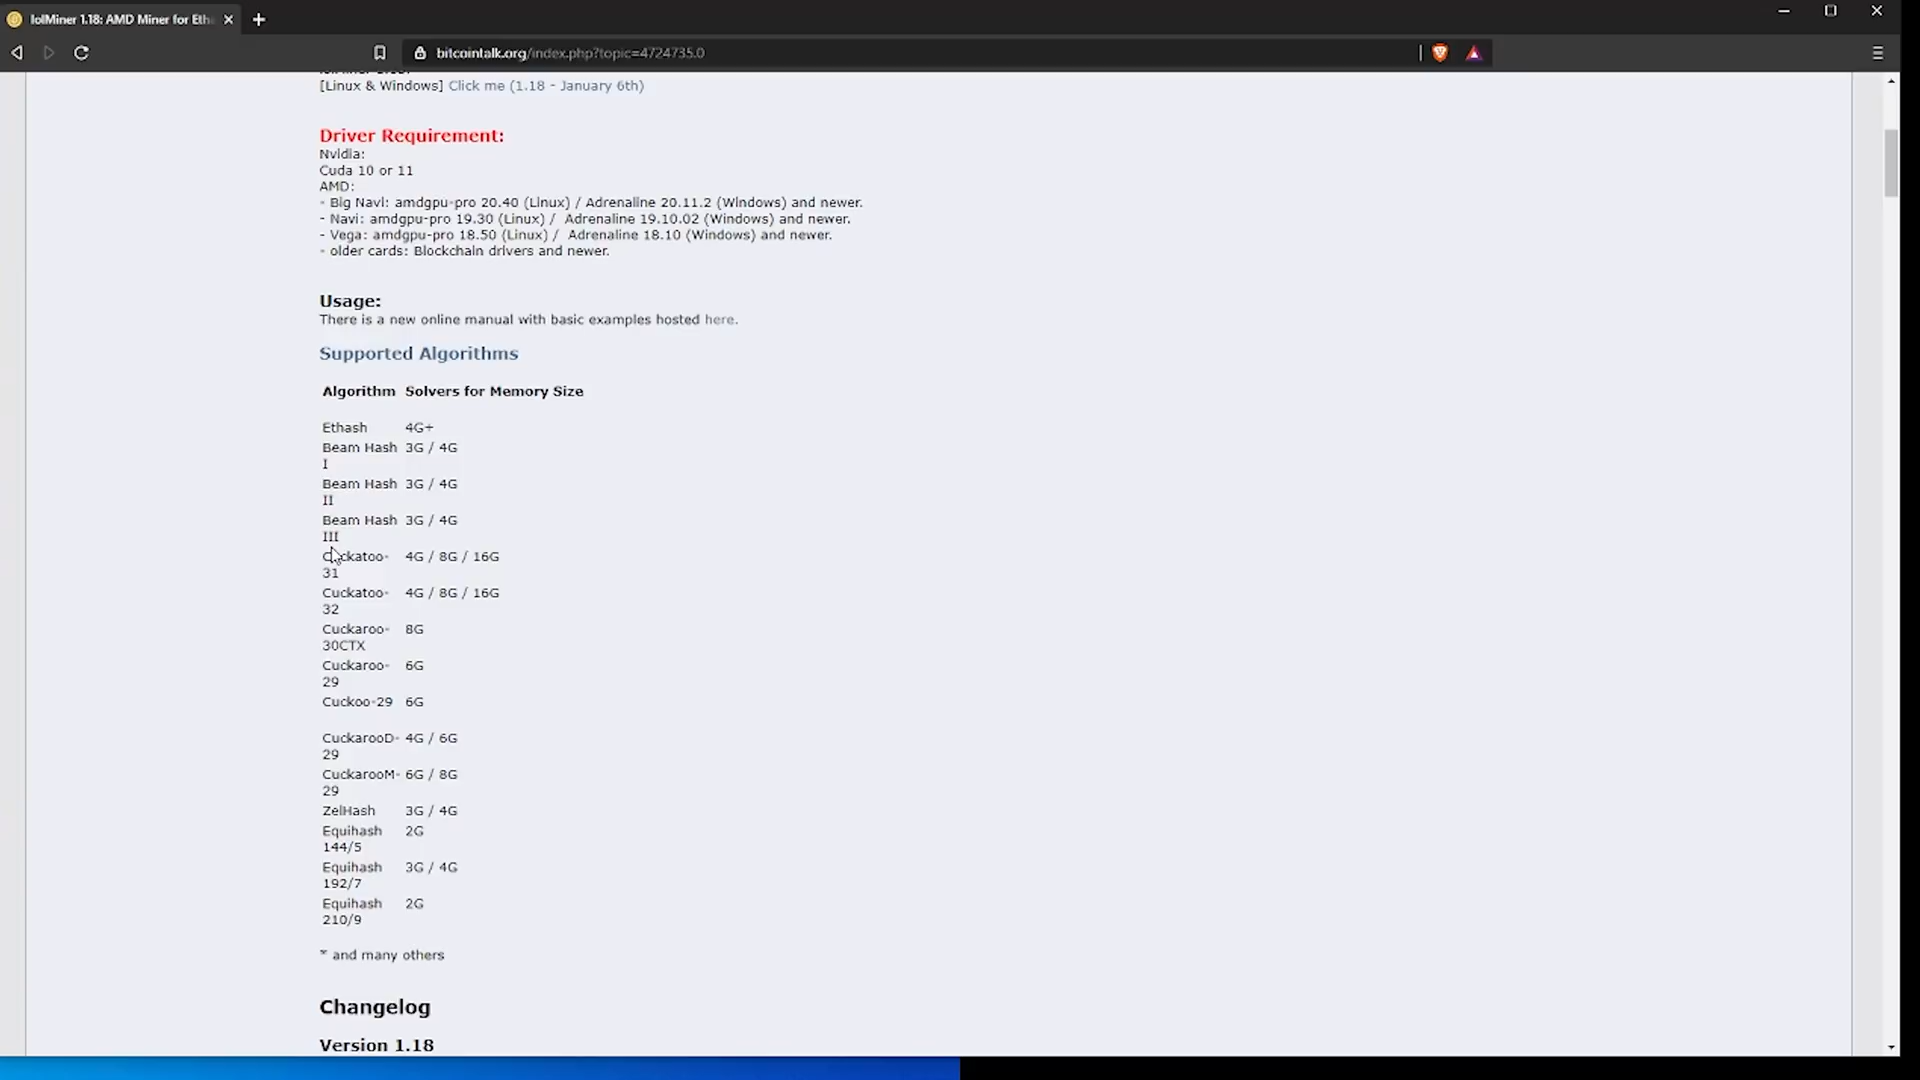 lolMiner 1.18: AMD Miner for Eth
bitcointalk.org/index.php?topic=4724735.0
[Linux & Windows] Click me (1.18 - January 6th)
Driver Requirement:
Nvidia:
Cuda 10 or 11
AMD:
- Big Navi: amdgpu-pro 20.40 (Linux) / Adrenaline 20.11.2 (Windows) and newer.
- Navi: amdgpu-pro 19.30 (Linux) / Adrenaline 19.10.02 (Windows) and newer.
- Vega: amdgpu-pro 18.50 (Linux) / Adrenaline 18.10 (Windows) and newer.
- older cards: Blockchain drivers and newer.
Usage:
There is a new online manual with basic examples hosted here.
Supported Algorithms
Algorithm Solvers for Memory Size
Ethash 4G+
Beam Hash 3G / 4G
I
Beam Hash 3G / 4G
II
Beam Hash 3G / 4G
III
Cuckatoo- 4G / 8G / 16G
31
Cuckatoo- 4G / 8G / 16G
32
Cuckaroo- 8G
30CTX
Cuckaroo- 6G
29
Cuckoo-29 6G
CuckarooD- 4G / 6G
29
CuckarooM- 6G / 8G
29
ZelHash 3G / 4G
Equihash 2G
144/5
Equihash 3G / 4G
192/7
Equihash 2G
210/9
* and many others
Changelog
Version 1.18